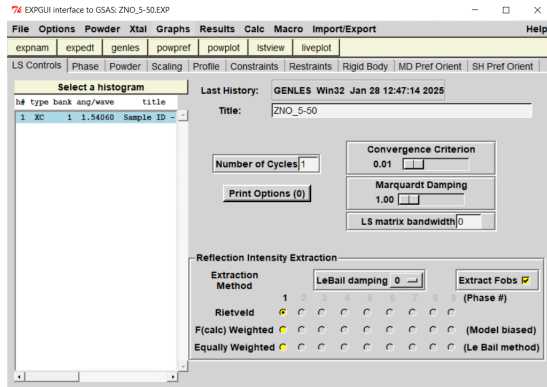 EXPGUI interface to GSAS: ZNO_5-50.EXP
File Options Powder Xtal Graphs Results Calc Macro Import/Export Help
expnam expedt genles powpref powplot lstview liveplot
LS Controls Phase Powder Scaling Profile Constraints Restraints Rigid Body MD Pref Orient SH Pref Orient
Select a histogram
h# type bank ang/wave title
1 XC 1 1.54060 Sample ID -
Last History: GENLES Win32 Jan 28 12:47:14 2025
Title: ZNO_5-50
Number of Cycles 1
Print Options (0)
Convergence Criterion
0.01
Marquardt Damping
1.00
LS matrix bandwidth 0
Reflection Intensity Extraction
Extraction Method
LeBail damping 0
Extract Fobs
1 2 3 4 5 6 7 8 9 (Phase #)
Rietveld
F(calc) Weighted (Model biased)
Equally Weighted (Le Bail method)